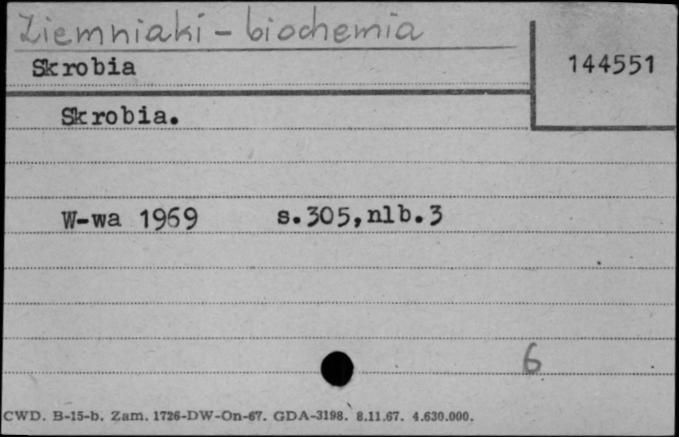 Ziemniaki - biochemia
Skrobia
144551
Skrobia.
W-wa 1969 s.305,nlb.3
6
CWD. B-15-b. Zam. 1726-DW-On-67. GDA-3198. 8.11.67. 4.630.000.